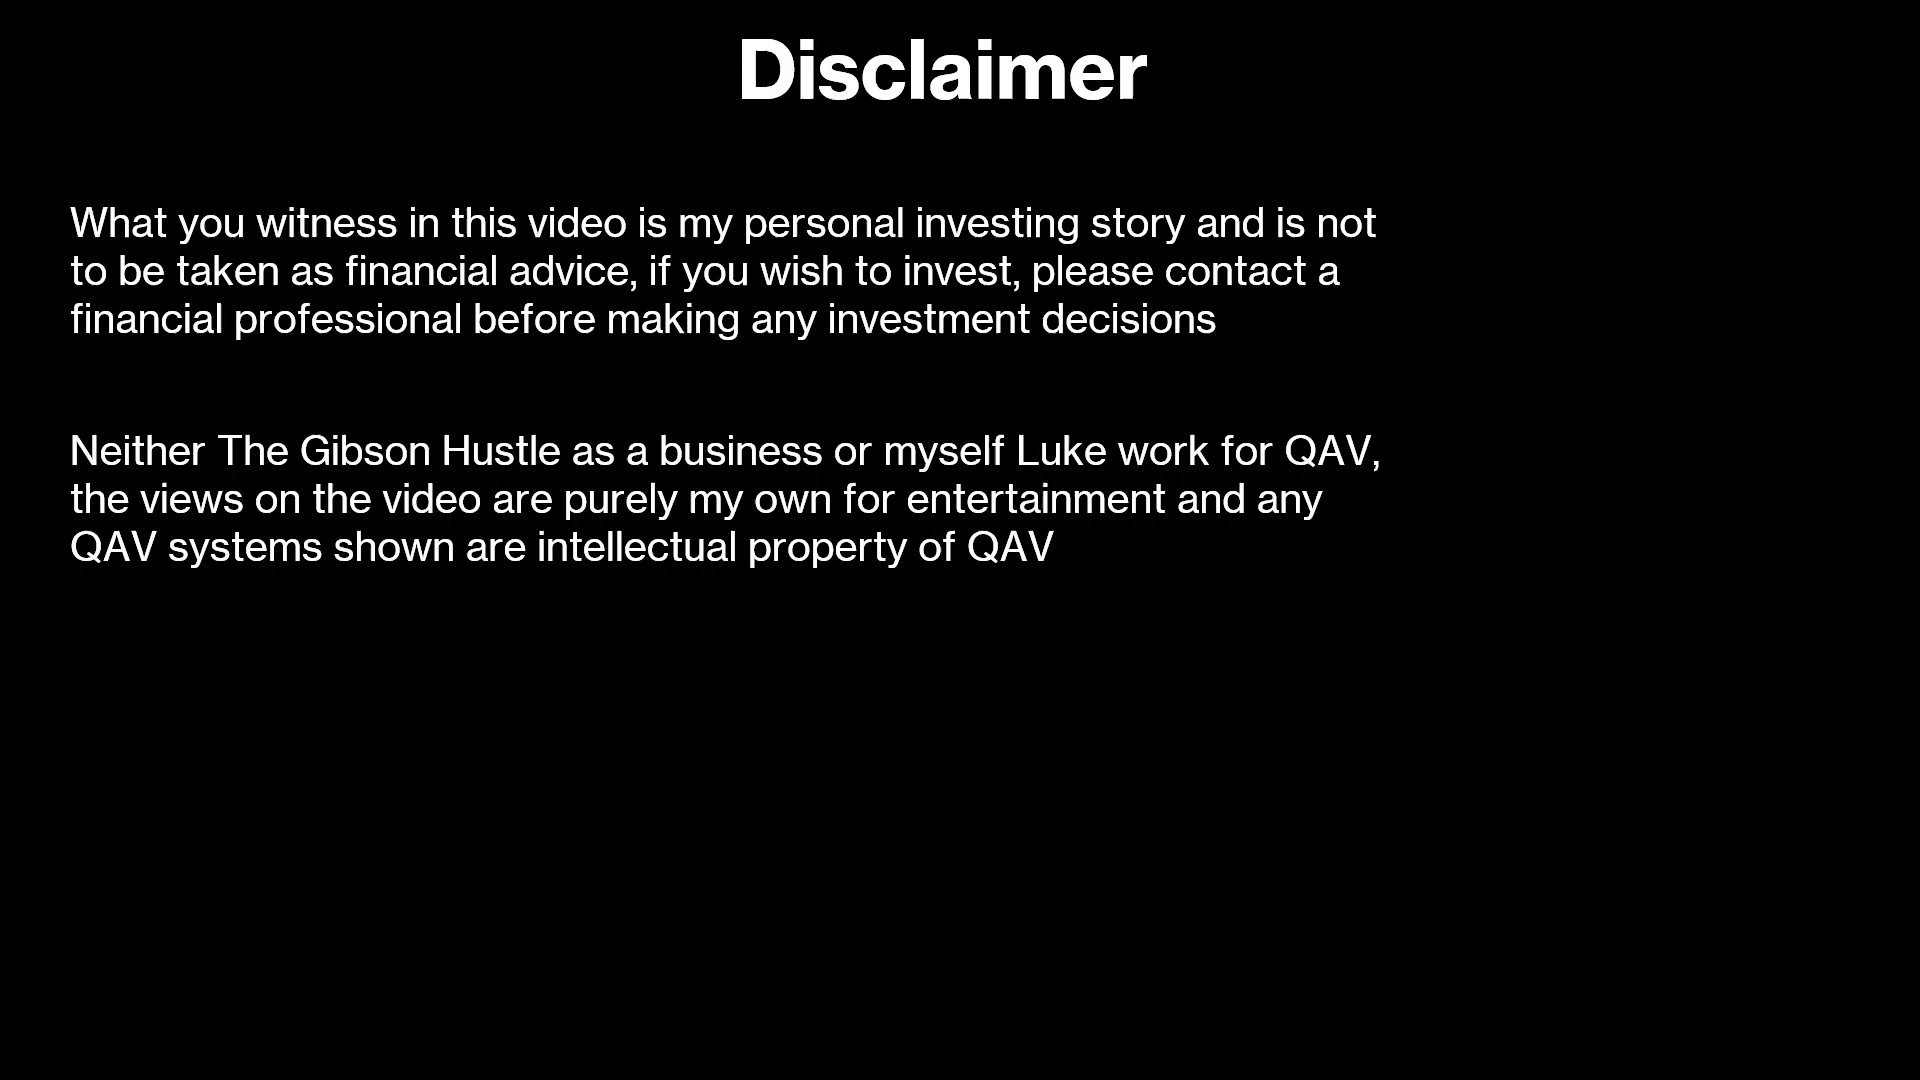 Disclaimer
What you witness in this video is my personal investing story and is not
to be taken as financial advice, if you wish to invest, please contact a
financial professional before making any investment decisions
Neither The Gibson Hustle as a business or myself Luke work for QAV,
the views on the video are purely my own for entertainment and any
QAV systems shown are intellectual property of QAV